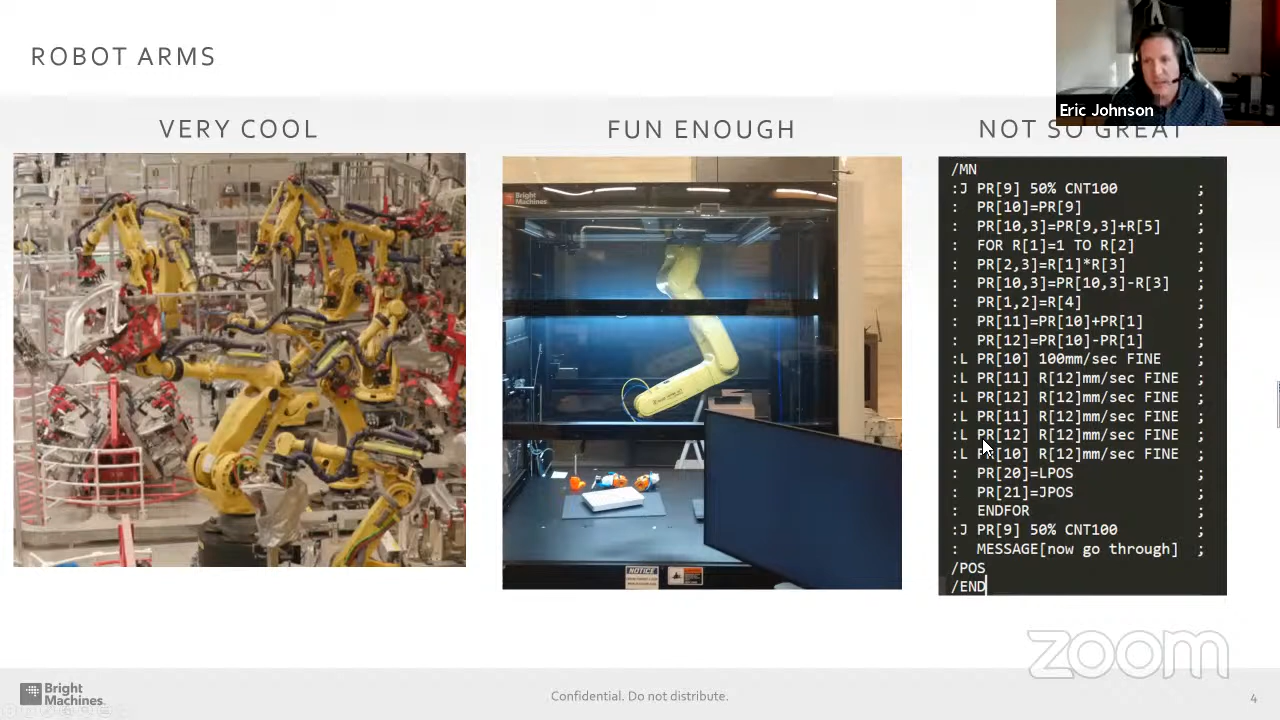 ROBOT ARMS
Eric Johnson
VERY COOL
FUN ENOUGH
NOT SO GREAT
Bright
Machines
NOTICE
/MN
:J PR[9] 50% CNT100 ;
: PR[10]=PR[9] ;
: PR[10,3]=PR[9,3]+R[5] ;
: FOR R[1]=1 TO R[2] ;
: PR[2,3]=R[1]*R[3] ;
: PR[10,3]=PR[10,3]-R[3] ;
: PR[1,2]=R[4] ;
: PR[11]=PR[10]+PR[1] ;
: PR[12]=PR[10]-PR[1] ;
:L PR[10] 100mm/sec FINE ;
:L PR[11] R[12]mm/sec FINE ;
:L PR[12] R[12]mm/sec FINE ;
:L PR[11] R[12]mm/sec FINE ;
:L PR[12] R[12]mm/sec FINE ;
:L PR[10] R[12]mm/sec FINE ;
: PR[20]=LPOS ;
: PR[21]=JPOS ;
: ENDFOR ;
:J PR[9] 50% CNT100 ;
: MESSAGE[now go through] ;
/POS
/END
zoom
Bright
Machines
Confidential. Do not distribute.
4